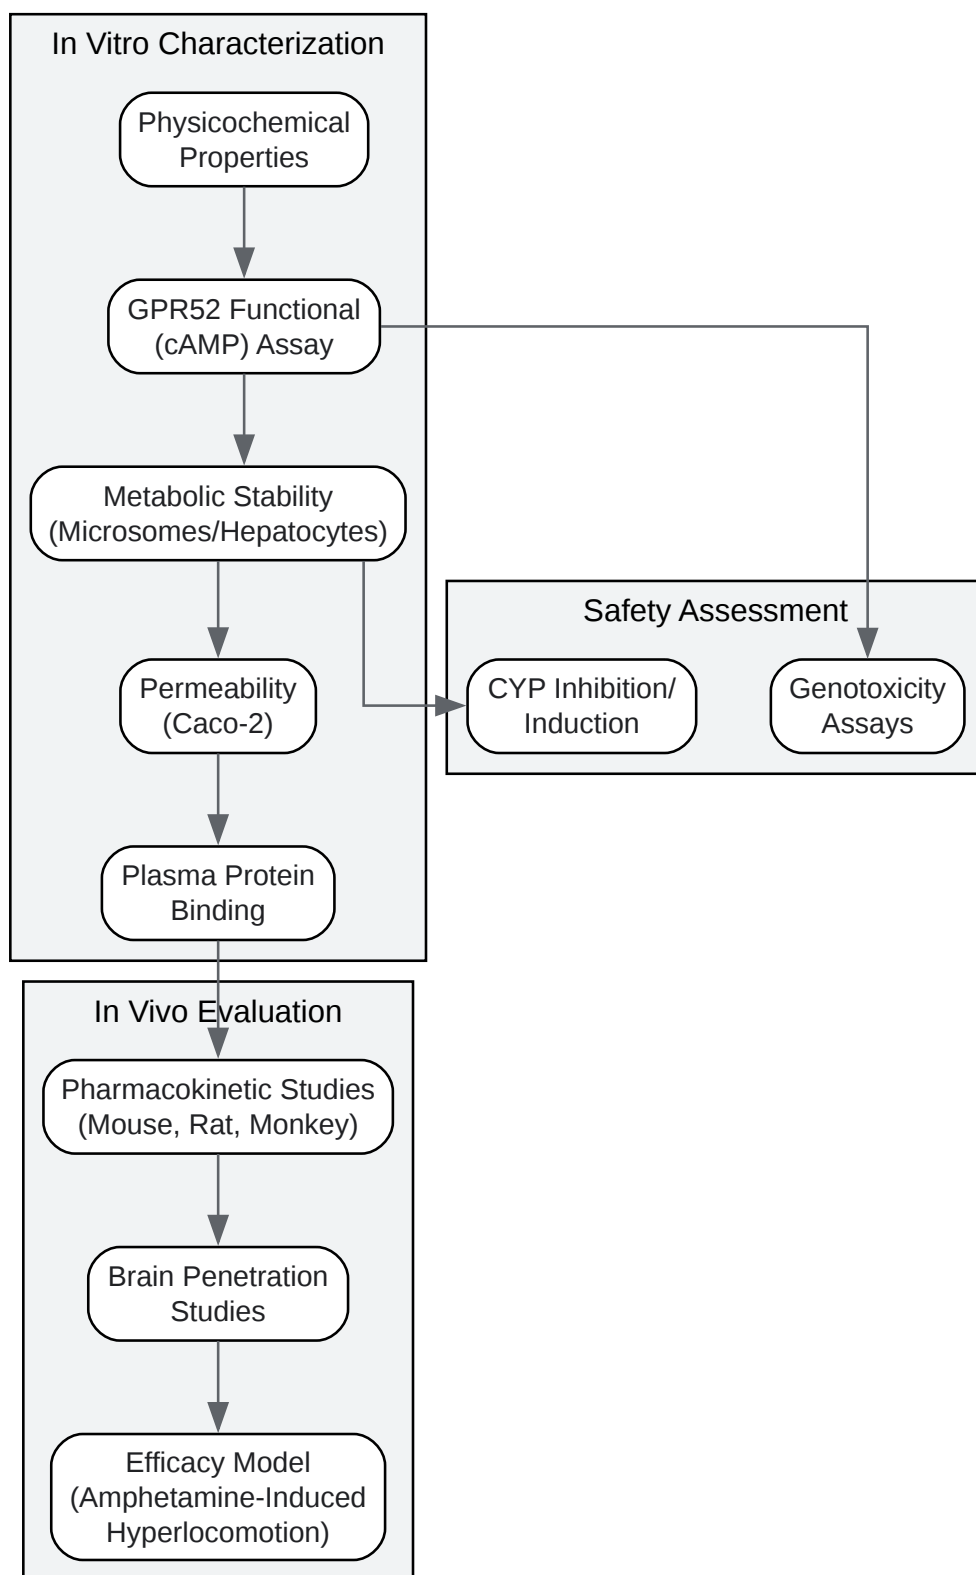 In Vitro Characterization
Physicochemical
Properties
GPR52 Functional
(cAMP) Assay
Metabolic Stability
(Microsomes/Hepatocytes)
Safety Assessment
Permeability
(Caco-2)
CYP Inhibition/
Induction
Genotoxicity
Assays
Plasma Protein
Binding
In Vivo Evaluation
Pharmacokinetic Studies
(Mouse, Rat, Monkey)
Brain Penetration
Studies
Efficacy Model
(Amphetamine-Induced
Hyperlocomotion)